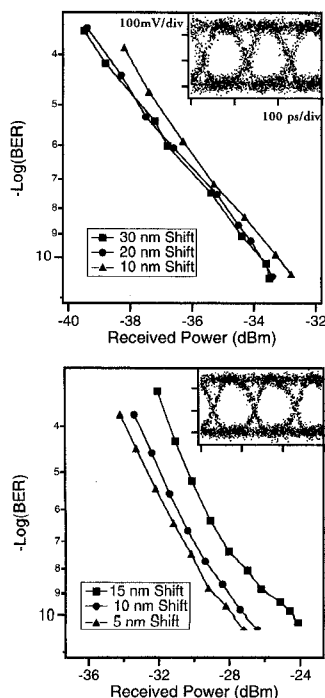 100mV/div
100 ps/div
4
5
6
7
8
9
10
-Log(BER)
30 nm Shift
20 nm Shift
10 nm Shift
-40
-38
-36
-34
-32
Received Power (dBm)
4
5
6
7
8
9
10
-Log(BER)
15 nm Shift
10 nm Shift
5 nm Shift
-36
-32
-28
-24
Received Power (dBm)